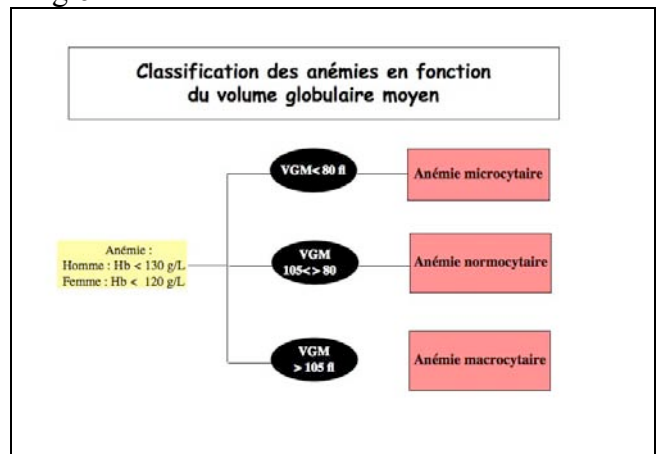 Classification des anémies en fonction
du volume globulaire moyen
VGM< 80 fl
Anémie microcytaire
Anémie :
Homme : Hb < 130 g/L
Femme : Hb < 120 g/L
VGM
105<> 80
Anémie normocytaire
VGM
> 105 fl
Anémie macrocytaire